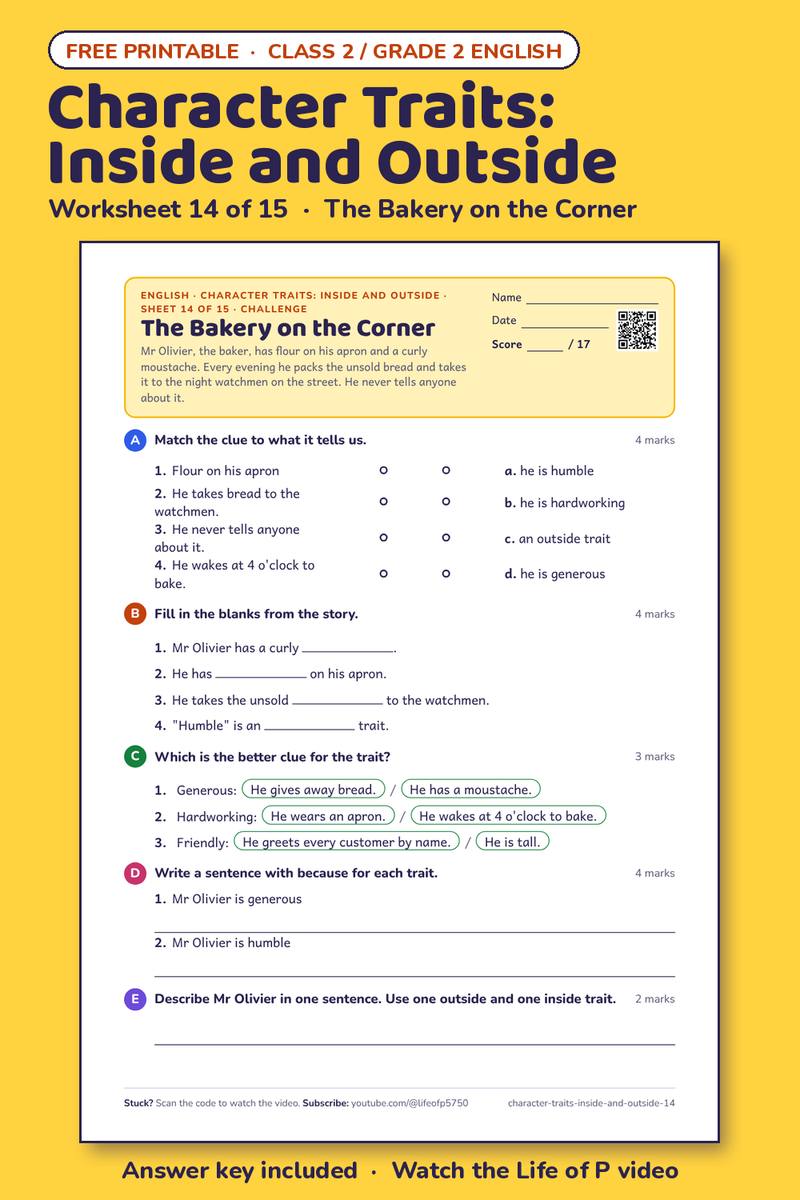 FREE PRINTABLE · CLASS 2 / GRADE 2 ENGLISH
Character Traits:
Inside and Outside
Worksheet 14 of 15 · The Bakery on the Corner
ENGLISH · CHARACTER TRAITS: INSIDE AND OUTSIDE ·
SHEET 14 OF 15 · CHALLENGE
The Bakery on the Corner
Mr Olivier, the baker, has flour on his apron and a curly
moustache. Every evening he packs the unsold bread and takes
it to the night watchmen on the street. He never tells anyone
about it.
Name
Date
Score ______ / 17
A Match the clue to what it tells us. 4 marks
1. Flour on his apron
a. he is humble
2. He takes bread to the
watchmen.
b. he is hardworking
3. He never tells anyone
about it.
c. an outside trait
4. He wakes at 4 o'clock to
bake.
d. he is generous
B Fill in the blanks from the story. 4 marks
1. Mr Olivier has a curly ____________.
2. He has ____________ on his apron.
3. He takes the unsold ____________ to the watchmen.
4. "Humble" is an ____________ trait.
C Which is the better clue for the trait? 3 marks
1. Generous: He gives away bread. / He has a moustache.
2. Hardworking: He wears an apron. / He wakes at 4 o'clock to bake.
3. Friendly: He greets every customer by name. / He is tall.
D Write a sentence with because for each trait. 4 marks
1. Mr Olivier is generous
2. Mr Olivier is humble
E Describe Mr Olivier in one sentence. Use one outside and one inside trait. 2 marks
Stuck? Scan the code to watch the video. Subscribe: youtube.com/@lifeofp5750
character-traits-inside-and-outside-14
Answer key included · Watch the Life of P video